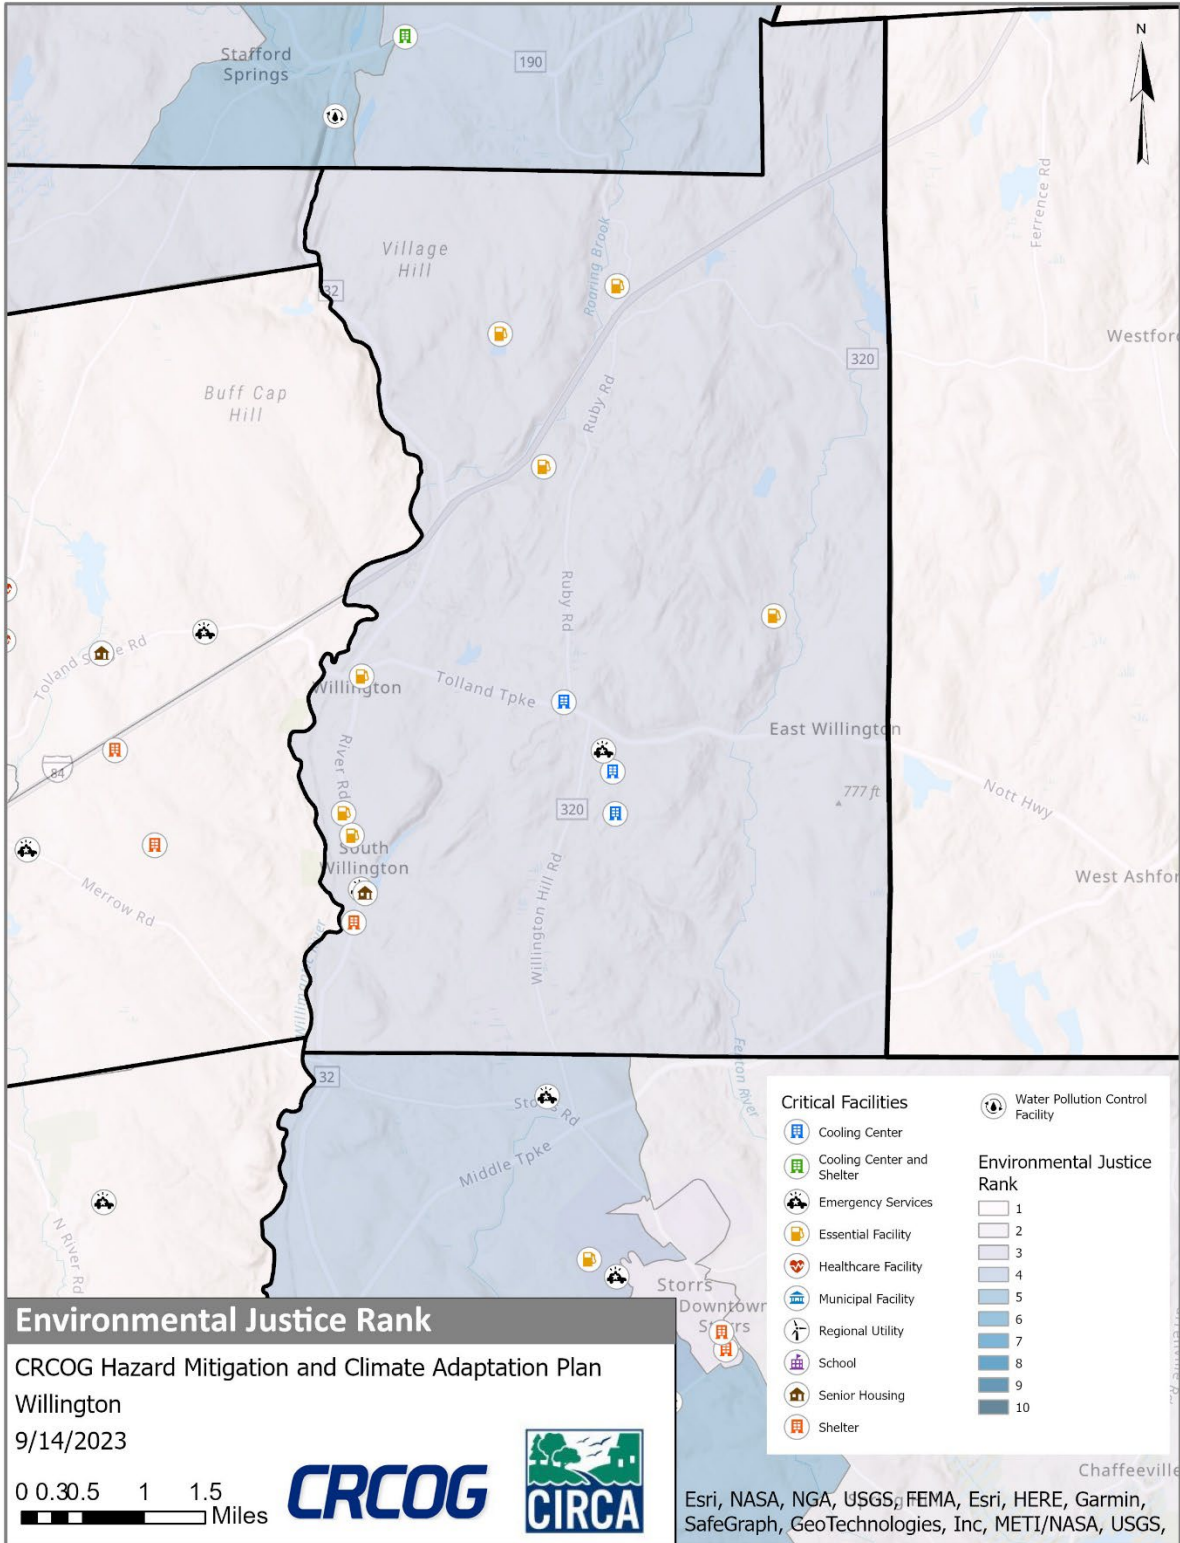 Stafford
Springs
190
N
Ferrence Rd
Village
Hill
Roaring Brook
32
Westford
320
Buff Cap
Hill
Ruby Rd
Ruby Rd
Tolland Stage Rd
Willington
Tolland Tpke
East Willington
River Rd
84
777 ft
Nott Hwy
320
South
Willington
Merrow Rd
West Ashford
Willington Hill Rd
Fenton River
32
Storrs Rd
Middle Tpke
N River Rd
Storrs
Downtown
Storrs
Critical Facilities
Cooling Center
Cooling Center and
Shelter
Emergency Services
Essential Facility
Healthcare Facility
Municipal Facility
Regional Utility
School
Senior Housing
Shelter
Water Pollution Control
Facility
Environmental Justice
Rank
1
2
3
4
5
6
7
8
9
10
Chaffeeville
Environmental Justice Rank
CRCOG Hazard Mitigation and Climate Adaptation Plan
Willington
9/14/2023
0 0.30.5 1 1.5
Miles
CRCOG
CIRCA
Esri, NASA, NGA, USGS, FEMA, Esri, HERE, Garmin,
SafeGraph, GeoTechnologies, Inc, METI/NASA, USGS,